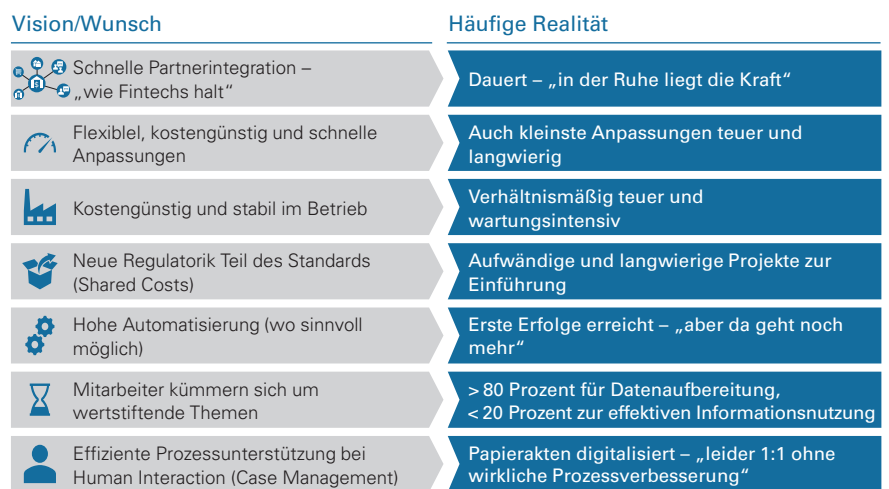 Vision/Wunsch
Häufige Realität
Schnelle Partnerintegration –
„wie Fintechs halt“
Dauert – „in der Ruhe liegt die Kraft“
Flexiblel, kostengünstig und schnelle
Anpassungen
Auch kleinste Anpassungen teuer und
langwierig
Kostengünstig und stabil im Betrieb
Verhältnismäßig teuer und
wartungsintensiv
Neue Regulatorik Teil des Standards
(Shared Costs)
Aufwändige und langwierige Projekte zur
Einführung
Hohe Automatisierung (wo sinnvoll
möglich)
Erste Erfolge erreicht – „aber da geht noch
mehr“
Mitarbeiter kümmern sich um
wertstiftende Themen
> 80 Prozent für Datenaufbereitung,
< 20 Prozent zur effektiven Informationsnutzung
Effiziente Prozessunterstützung bei
Human Interaction (Case Management)
Papierakten digitalisiert – „leider 1:1 ohne
wirkliche Prozessverbesserung“